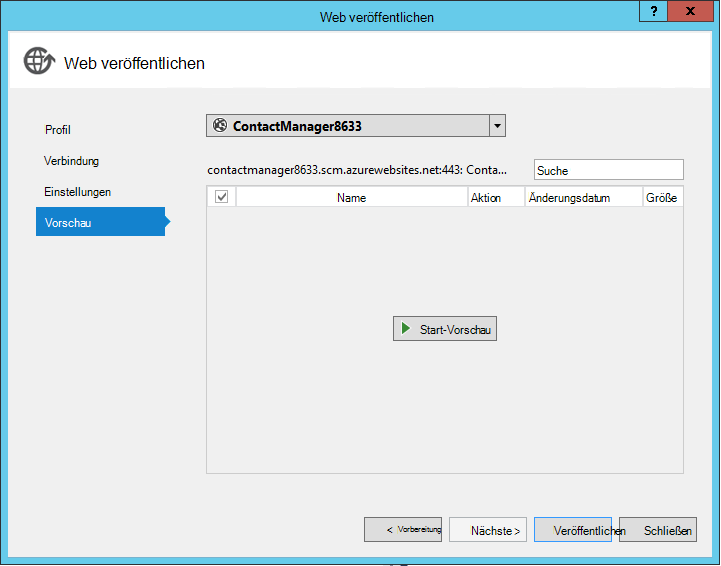 Web veröffentlichen
? x
Web veröffentlichen
Profil
Verbindung
Einstellungen
Vorschau
ContactManager8633
contactmanager8633.scm.azurewebsites.net:443: Conta...
Suche
Name Aktion Änderungsdatum Größe
Start-Vorschau
< Vorbereitung Nächste > Veröffentlichen Schließen